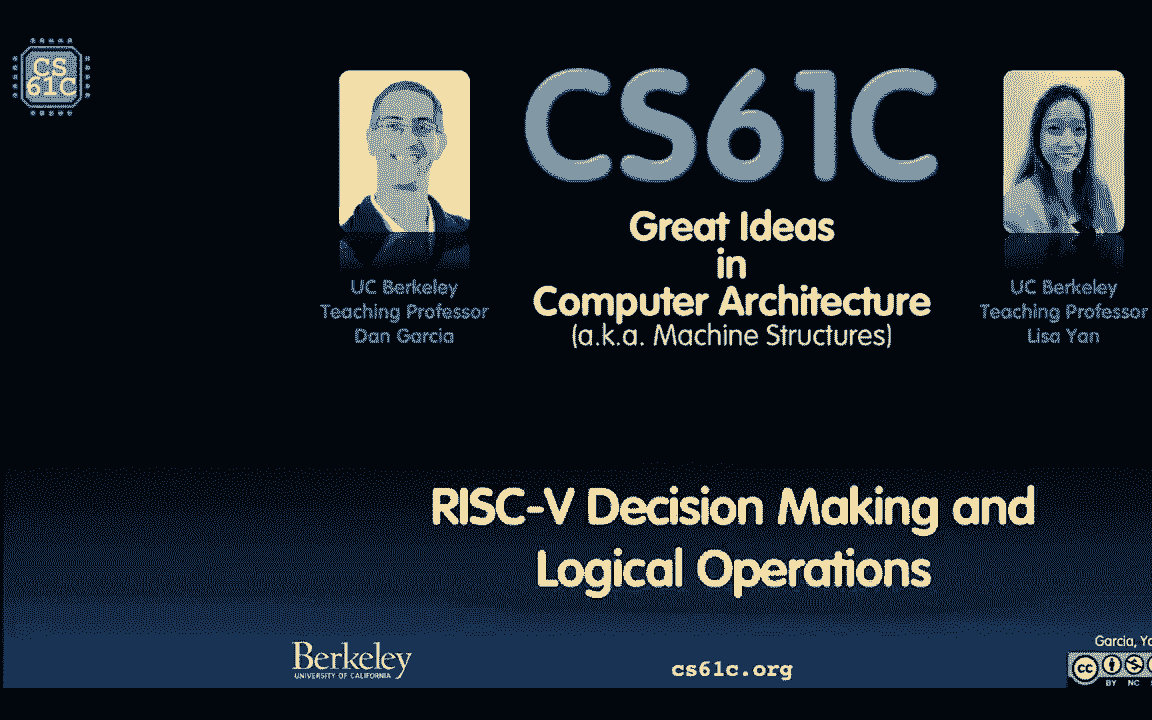 CS
61C
CS61C
Great Ideas
in
Computer Architecture
(a.k.a. Machine Structures)
UC Berkeley
Teaching Professor
Dan Garcia
UC Berkeley
Teaching Professor
Lisa Yan
RISC-V Decision Making and
Logical Operations
Berkeley
UNIVERSITY OF CALIFORNIA
cs61c.org
Garcia,
cc
BY NC